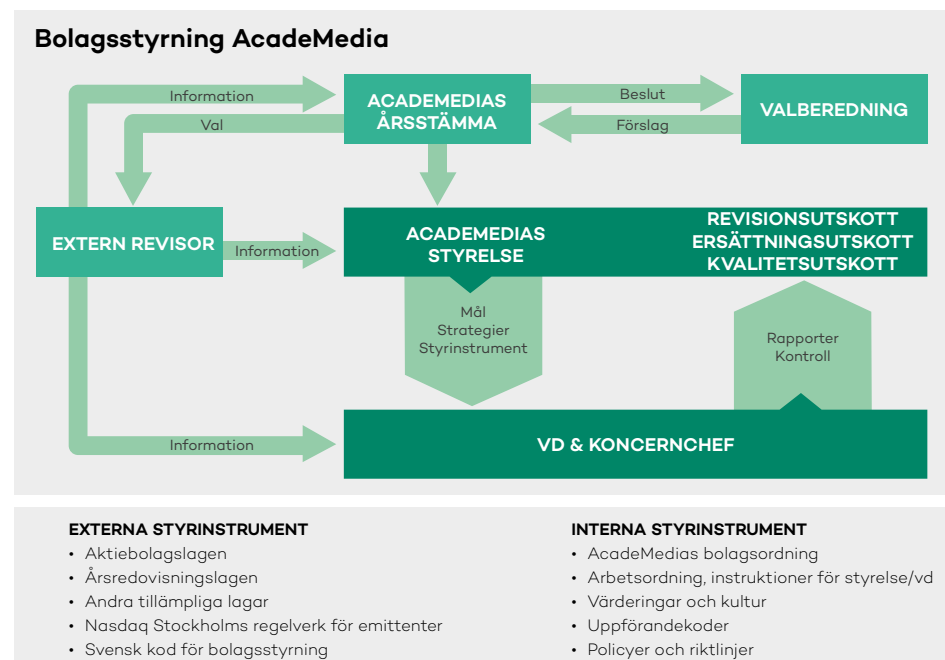 Bolagsstyrning AcadeMedia
Information
ACADEMEDIAS
ÅRSSTÄMMA
Beslut
VALBEREDNING
Val
Förslag
EXTERN REVISOR
Information
ACADEMEDIAS
STYRELSE
REVISIONSUTSKOTT
ERSÄTTNINGSUTSKOTT
KVALITETSUTSKOTT
Mål
Strategier
Styrinstrument
Rapporter
Kontroll
Information
VD & KONCERNCHEF
EXTERNA STYRINSTRUMENT
• Aktiebolagslagen
• Årsredovisningslagen
• Andra tillämpliga lagar
• Nasdaq Stockholms regelverk för emittenter
• Svensk kod för bolagsstyrning
INTERNA STYRINSTRUMENT
• AcadeMedias bolagsordning
• Arbetsordning, instruktioner för styrelse/vd
• Värderingar och kultur
• Uppförandekoder
• Policyer och riktlinjer